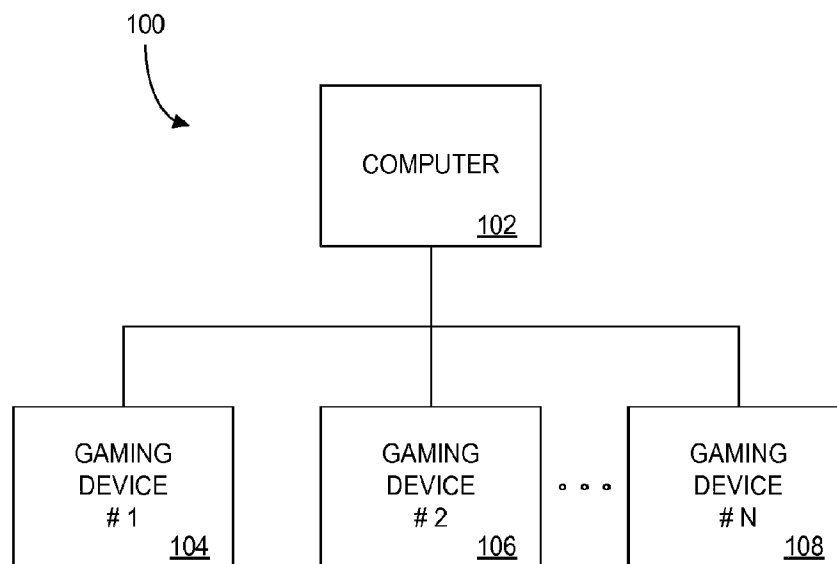 100
COMPUTER
102
GAMING
DEVICE
# 1
104
GAMING
DEVICE
# 2
106
GAMING
DEVICE
# N
108